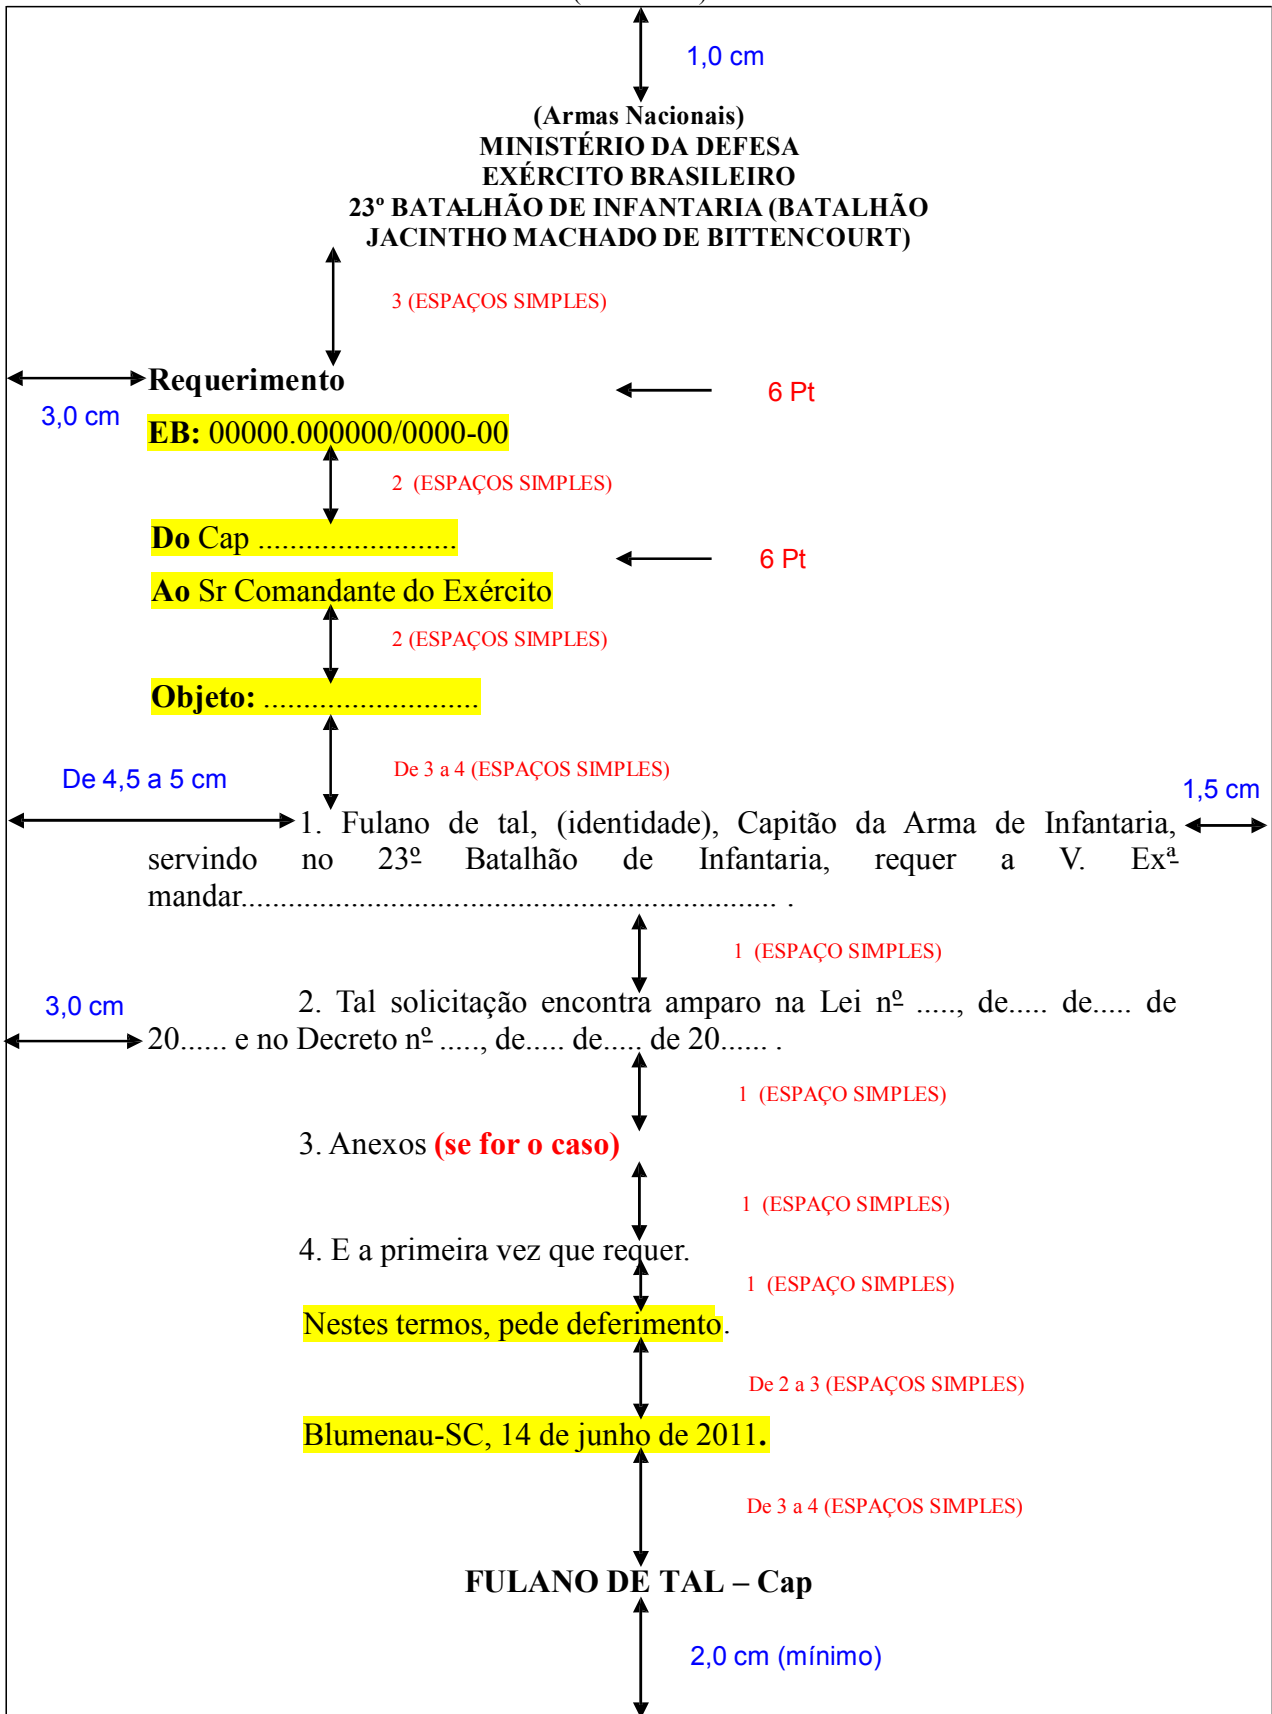 1,0 cm
(Armas Nacionais)
MINISTÉRIO DA DEFESA
EXÉRCITO BRASILEIRO
23º BATALHÃO DE INFANTARIA (BATALHÃO
JACINTHO MACHADO DE BITTENCOURT)
3 (ESPAÇOS SIMPLES)
Requerimento
6 Pt
3,0 cm
EB: 00000.000000/0000-00
2 (ESPAÇOS SIMPLES)
Do Cap .........................
6 Pt
Ao Sr Comandante do Exército
2 (ESPAÇOS SIMPLES)
Objeto: ...........................
De 3 a 4 (ESPAÇOS SIMPLES)
De 4,5 a 5 cm
1,5 cm
1. Fulano de tal, (identidade), Capitão da Arma de Infantaria,
servindo no 23º Batalhão de Infantaria, requer a V. Exª
mandar.................................................................... .
1 (ESPAÇO SIMPLES)
3,0 cm
2. Tal solicitação encontra amparo na Lei nº ....., de..... de..... de
20...... e no Decreto nº ....., de..... de..... de 20...... .
1 (ESPAÇO SIMPLES)
3. Anexos (se for o caso)
1 (ESPAÇO SIMPLES)
4. E a primeira vez que requer.
1 (ESPAÇO SIMPLES)
Nestes termos, pede deferimento.
De 2 a 3 (ESPAÇOS SIMPLES)
Blumenau-SC, 14 de junho de 2011.
De 3 a 4 (ESPAÇOS SIMPLES)
FULANO DE TAL – Cap
2,0 cm (mínimo)